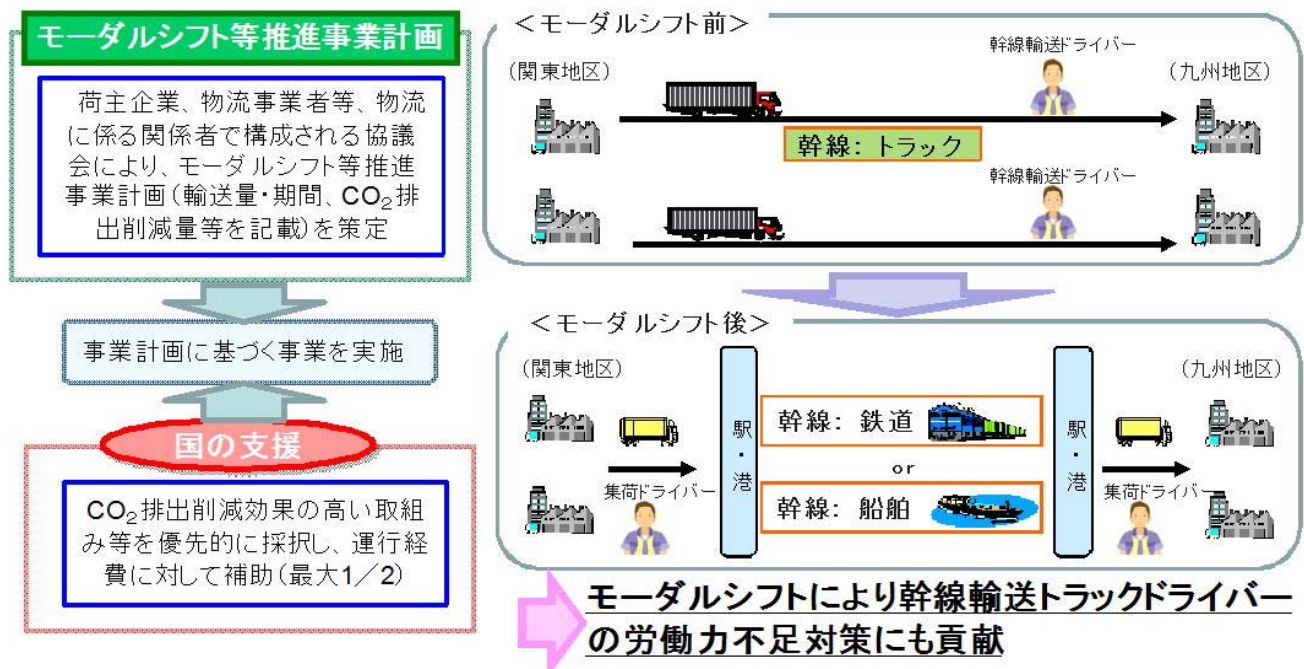 モーダルシフト等推進事業計画
荷主企業、物流事業者等、物流
に係る関係者で構成される協議
会により、モーダルシフト等推進
事業計画（輸送量・期間、CO₂排
出削減量等を記載）を策定
事業計画に基づく事業を実施
国の支援
CO₂排出削減効果の高い取組
み等を優先的に採択し、運行経
費に対して補助（最大1／2）
＜モーダルシフト前＞
（関東地区）
幹線輸送ドライバー
（九州地区）
幹線： トラック
幹線輸送ドライバー
＜モーダルシフト後＞
（関東地区）
（九州地区）
集荷ドライバー
駅・港
幹線： 鉄道
or
幹線： 船舶
駅・港
集荷ドライバー
モーダルシフトにより幹線輸送トラックドライバー
の労働力不足対策にも貢献